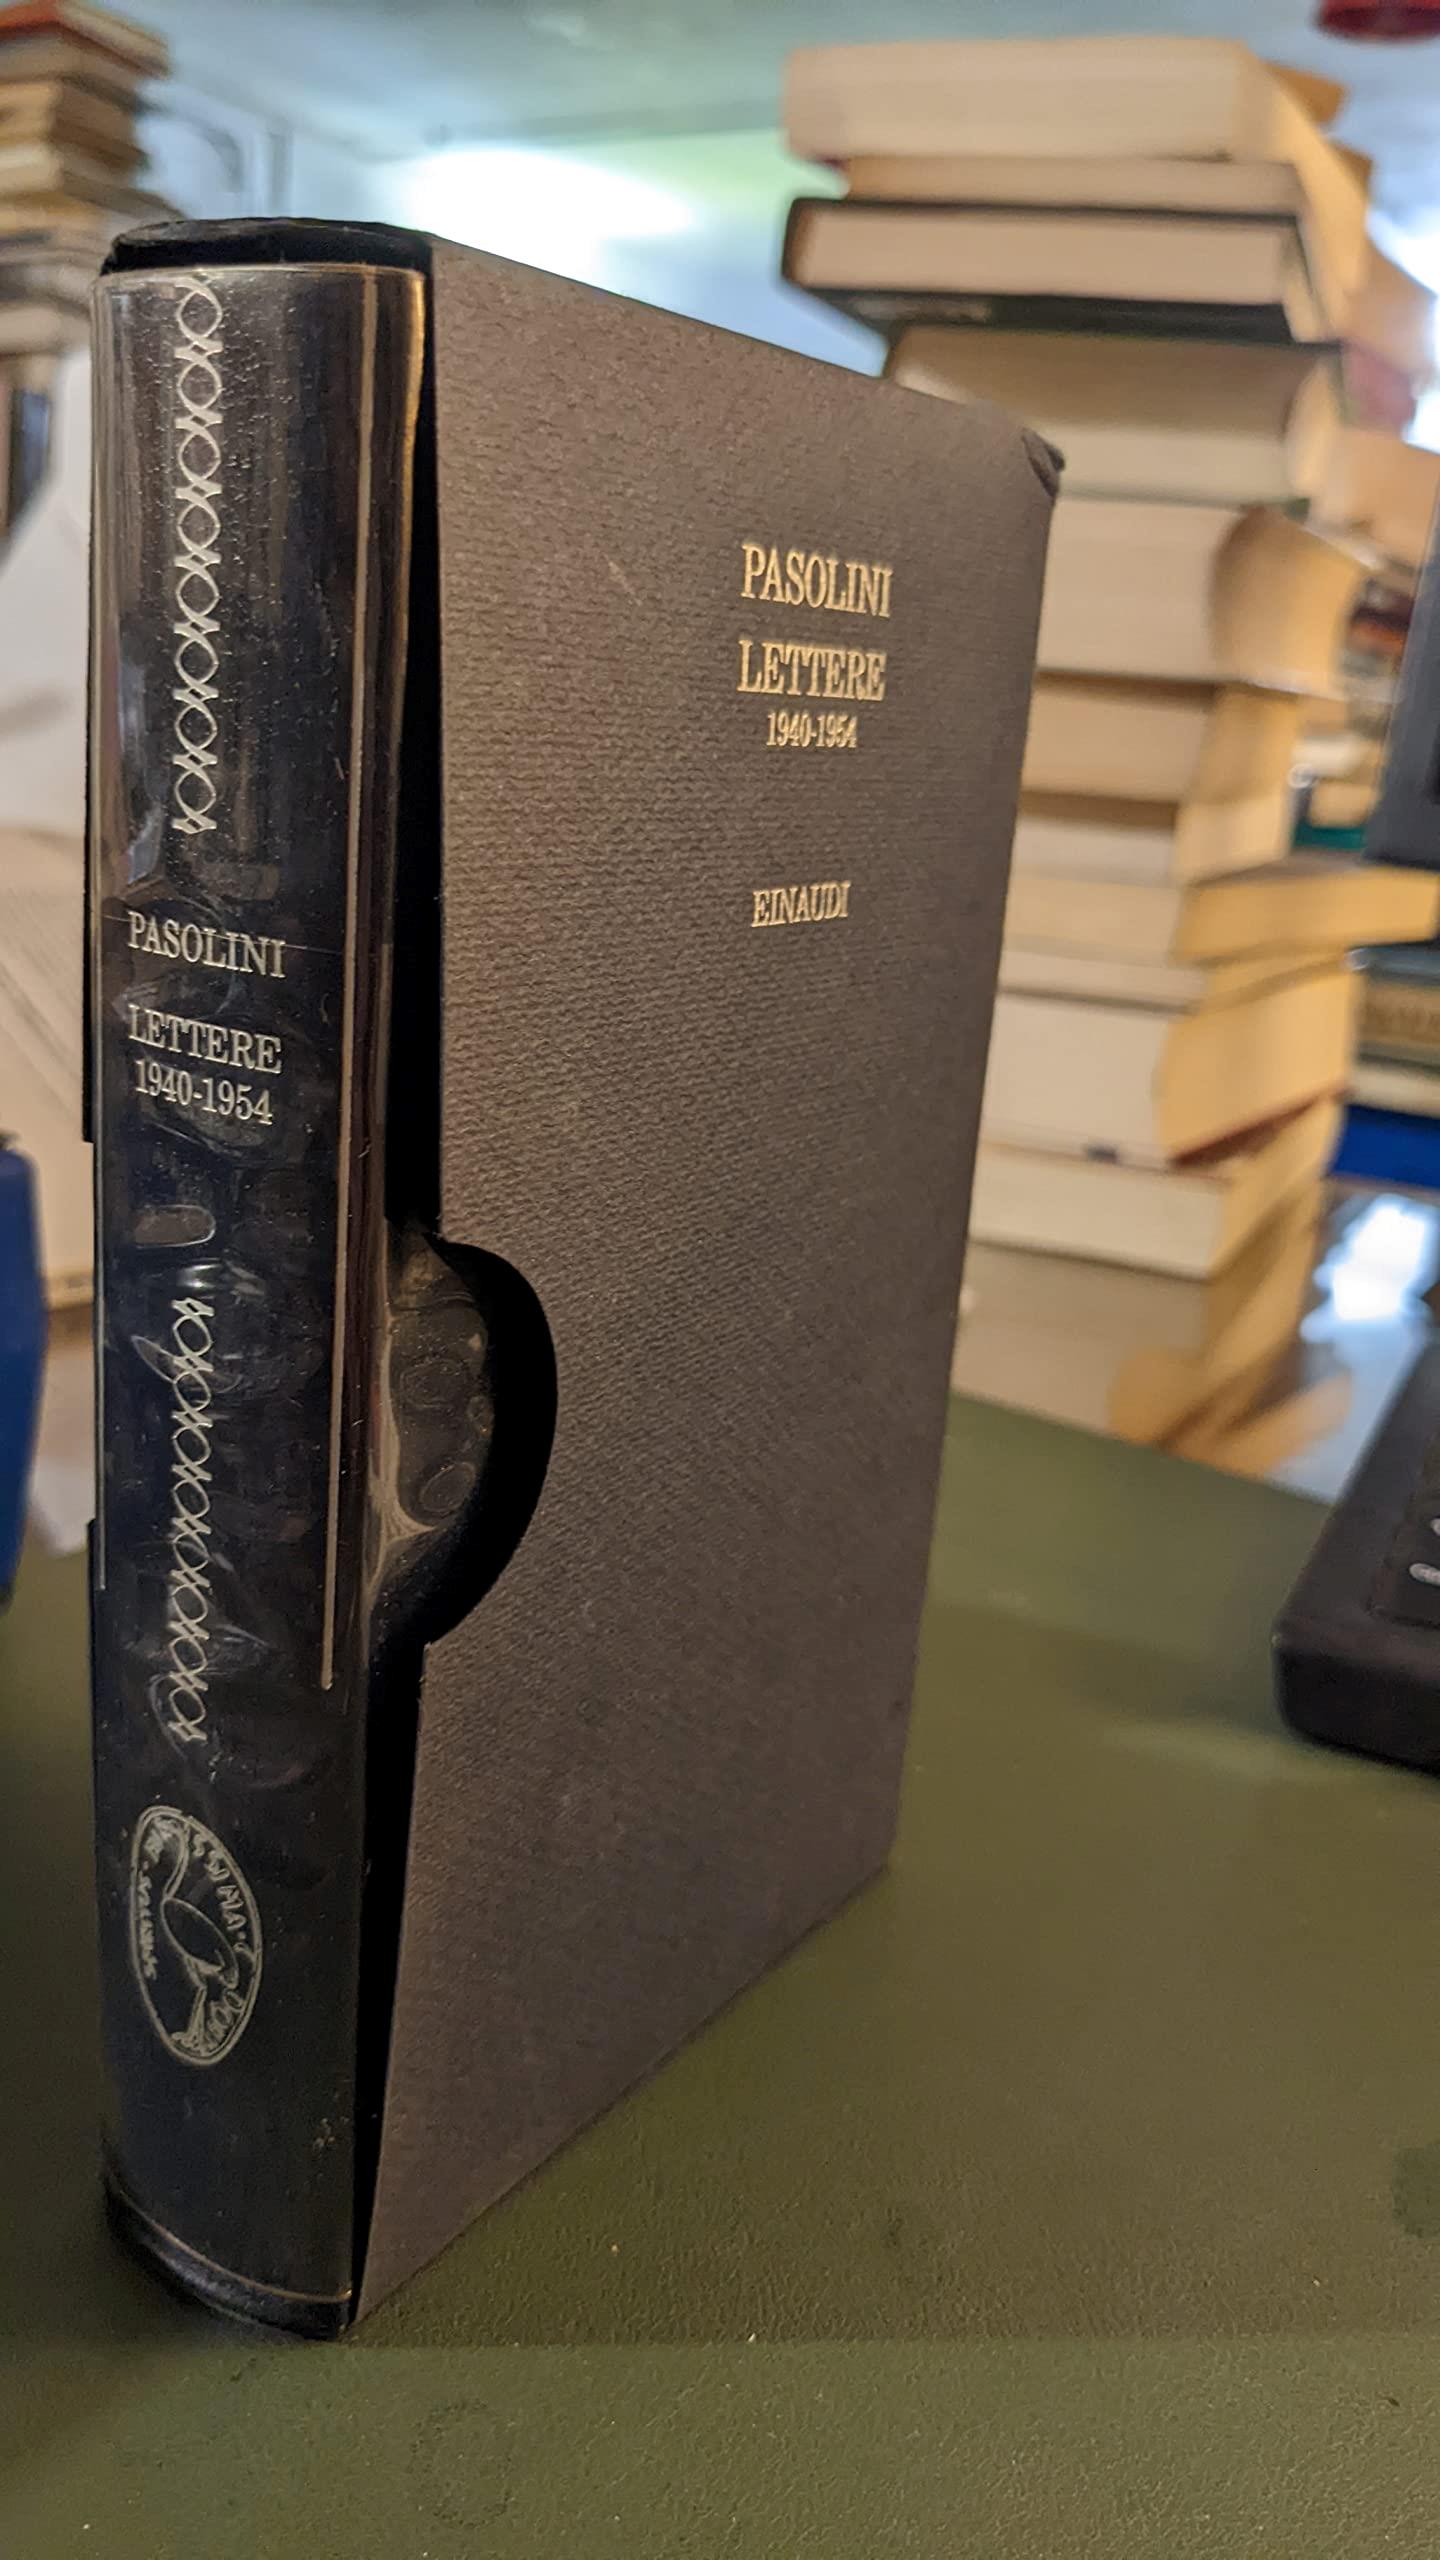 PASOLINI
LETTERE
1940-1954
PASOLINI
LETTERE
1940-1954
EINAUDI